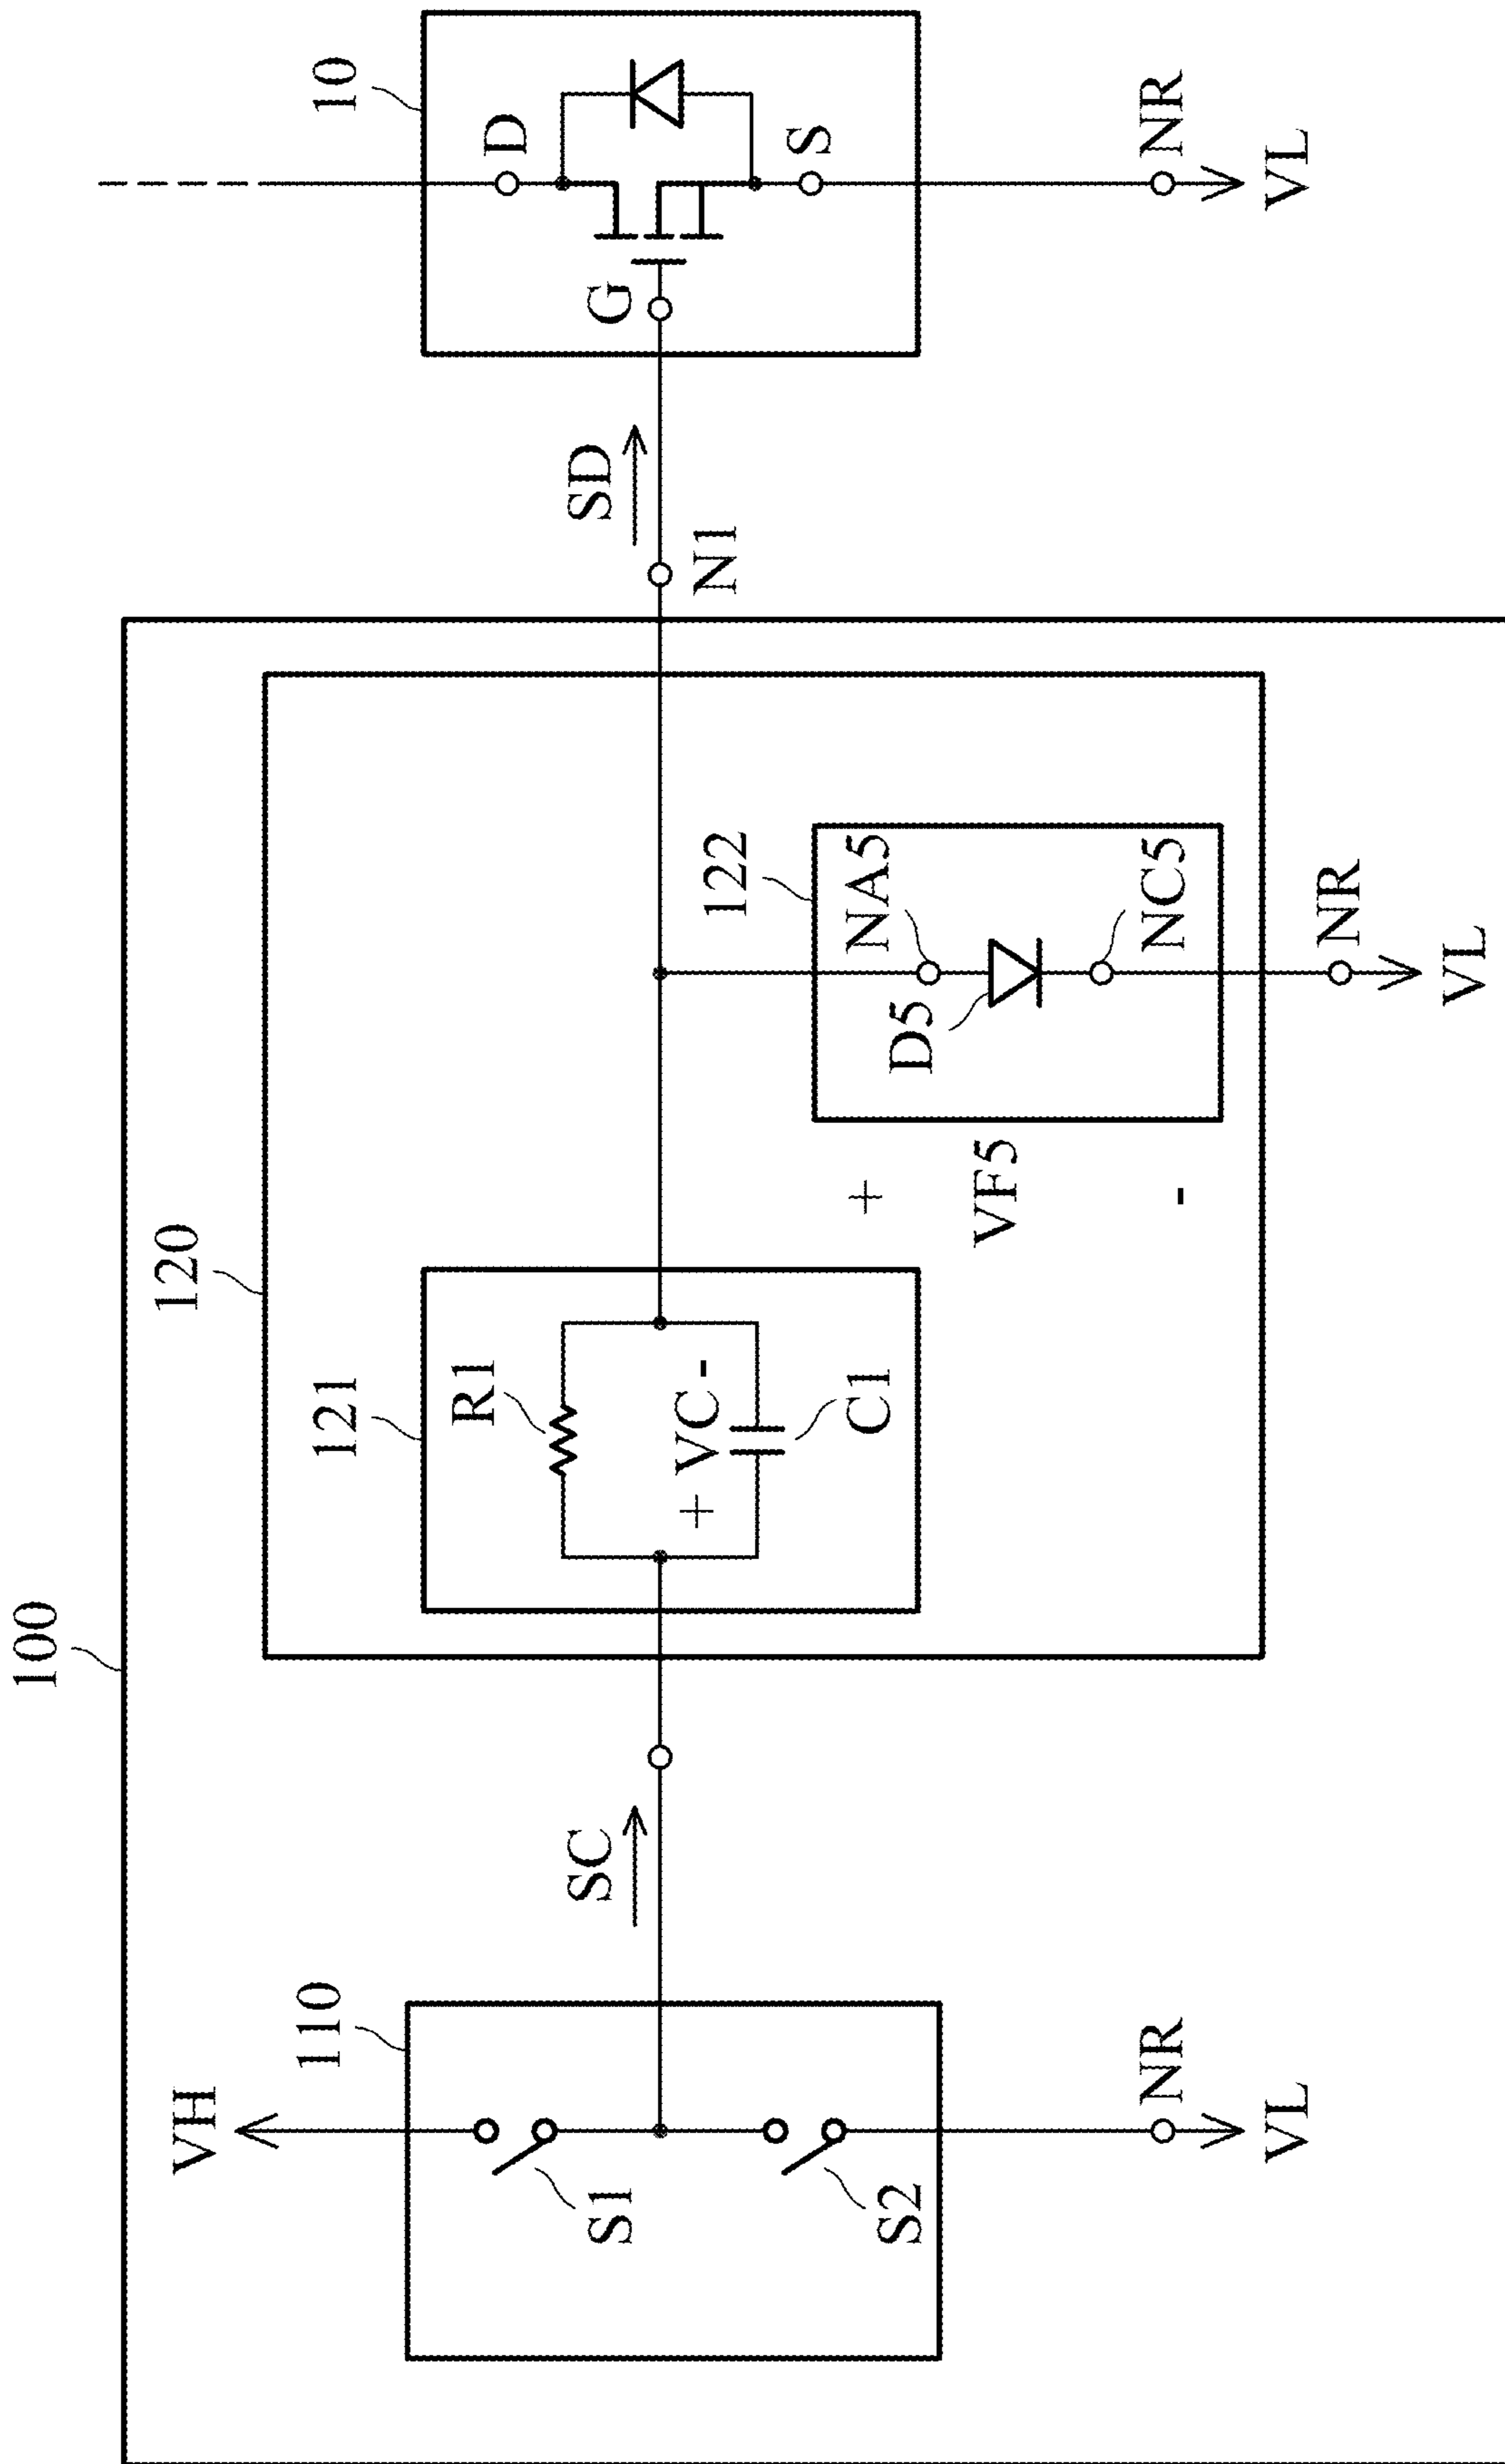 100
VH
110
S1
S2
NR
VL
SC
120
121
R1
+ VC -
C1
122
NA5
D5
NC5
+
VF5
-
NR
VL
N1
SD
10
D
G
S
NR
VL